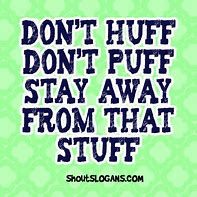 DON'T HUFF
DON'T PUFF
STAY AWAY
FROM THAT
STUFF
SHOUTSLOGANS.COM